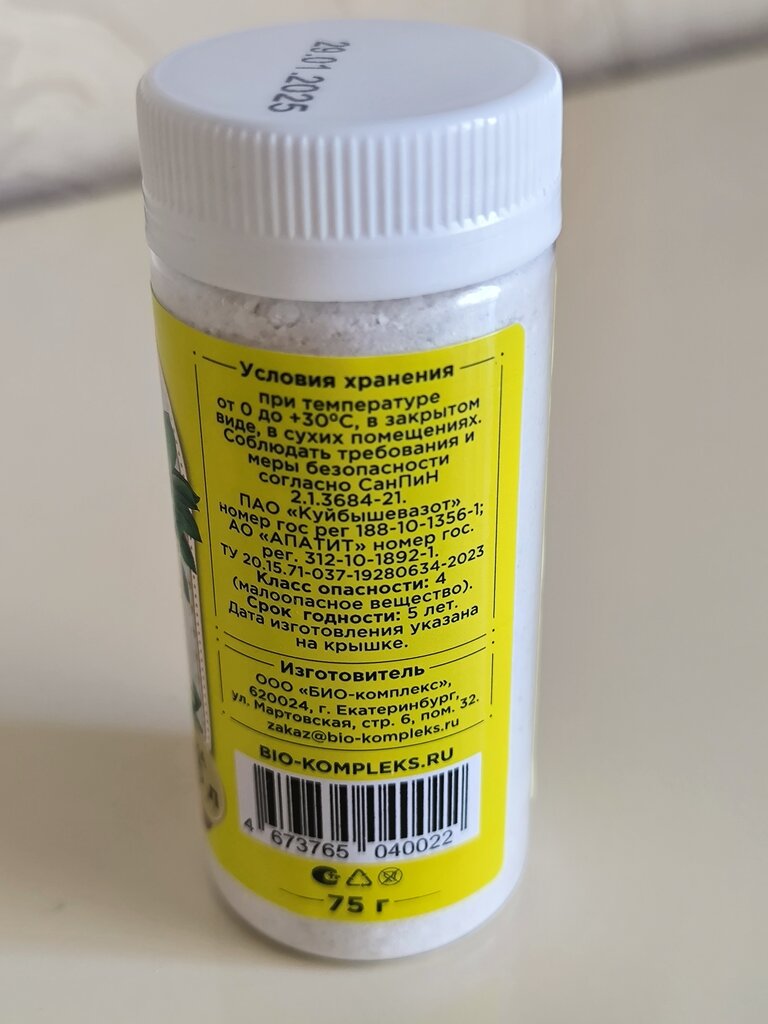 29.01.2025
Условия хранения
при температуре
от 0 до +30°С, в закрытом
виде, в сухих помещениях.
Соблюдать требования и
меры безопасности
согласно СанПиН
2.1.3684-21.
ПАО «Куйбышевазот»
номер гос рег 188-10-1356-1;
АО «АПАТИТ» номер гос.
рег. 312-10-1892-1.
ТУ 20.15.71-037-19280634-2023
Класс опасности: 4
(малоопасное вещество).
Срок годности: 5 лет.
Дата изготовления указана
на крышке.
Изготовитель
ООО «БИО-комплекс»,
620024, г. Екатеринбург,
ул. Мартовская, стр. 6, пом. 32.
zakaz@bio-kompleks.ru
BIO-KOMPLEKS.RU
4 673765 040022
75 г